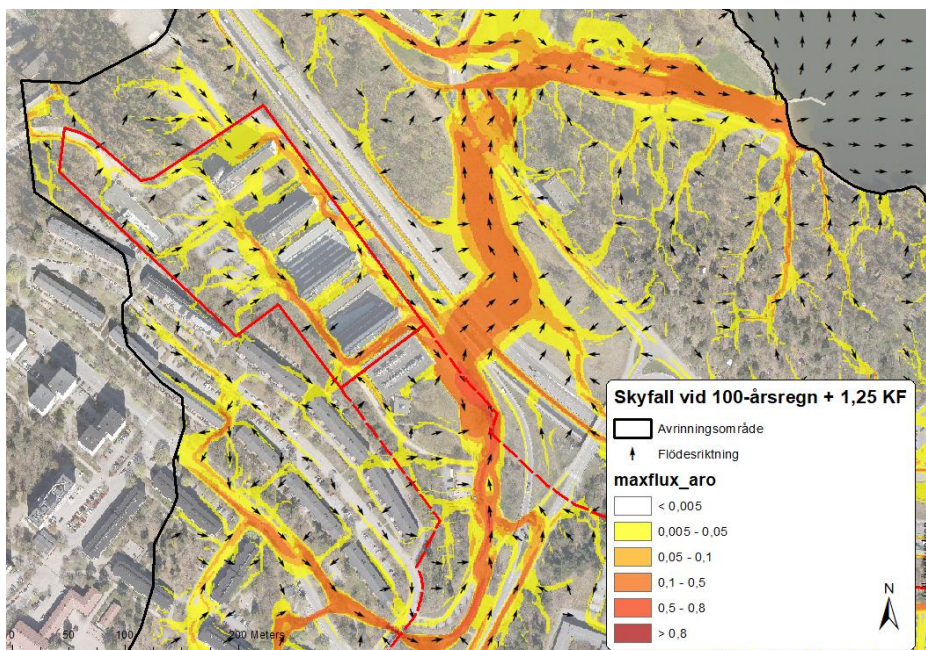 Skyfall vid 100-årsregn + 1,25 KF
Avrinningsområde
Flödesriktning
maxflux_aro
< 0,005
0,005 - 0,05
0,05 - 0,1
0,1 - 0,5
0,5 - 0,8
> 0,8
N
0 50 100 200 Meters